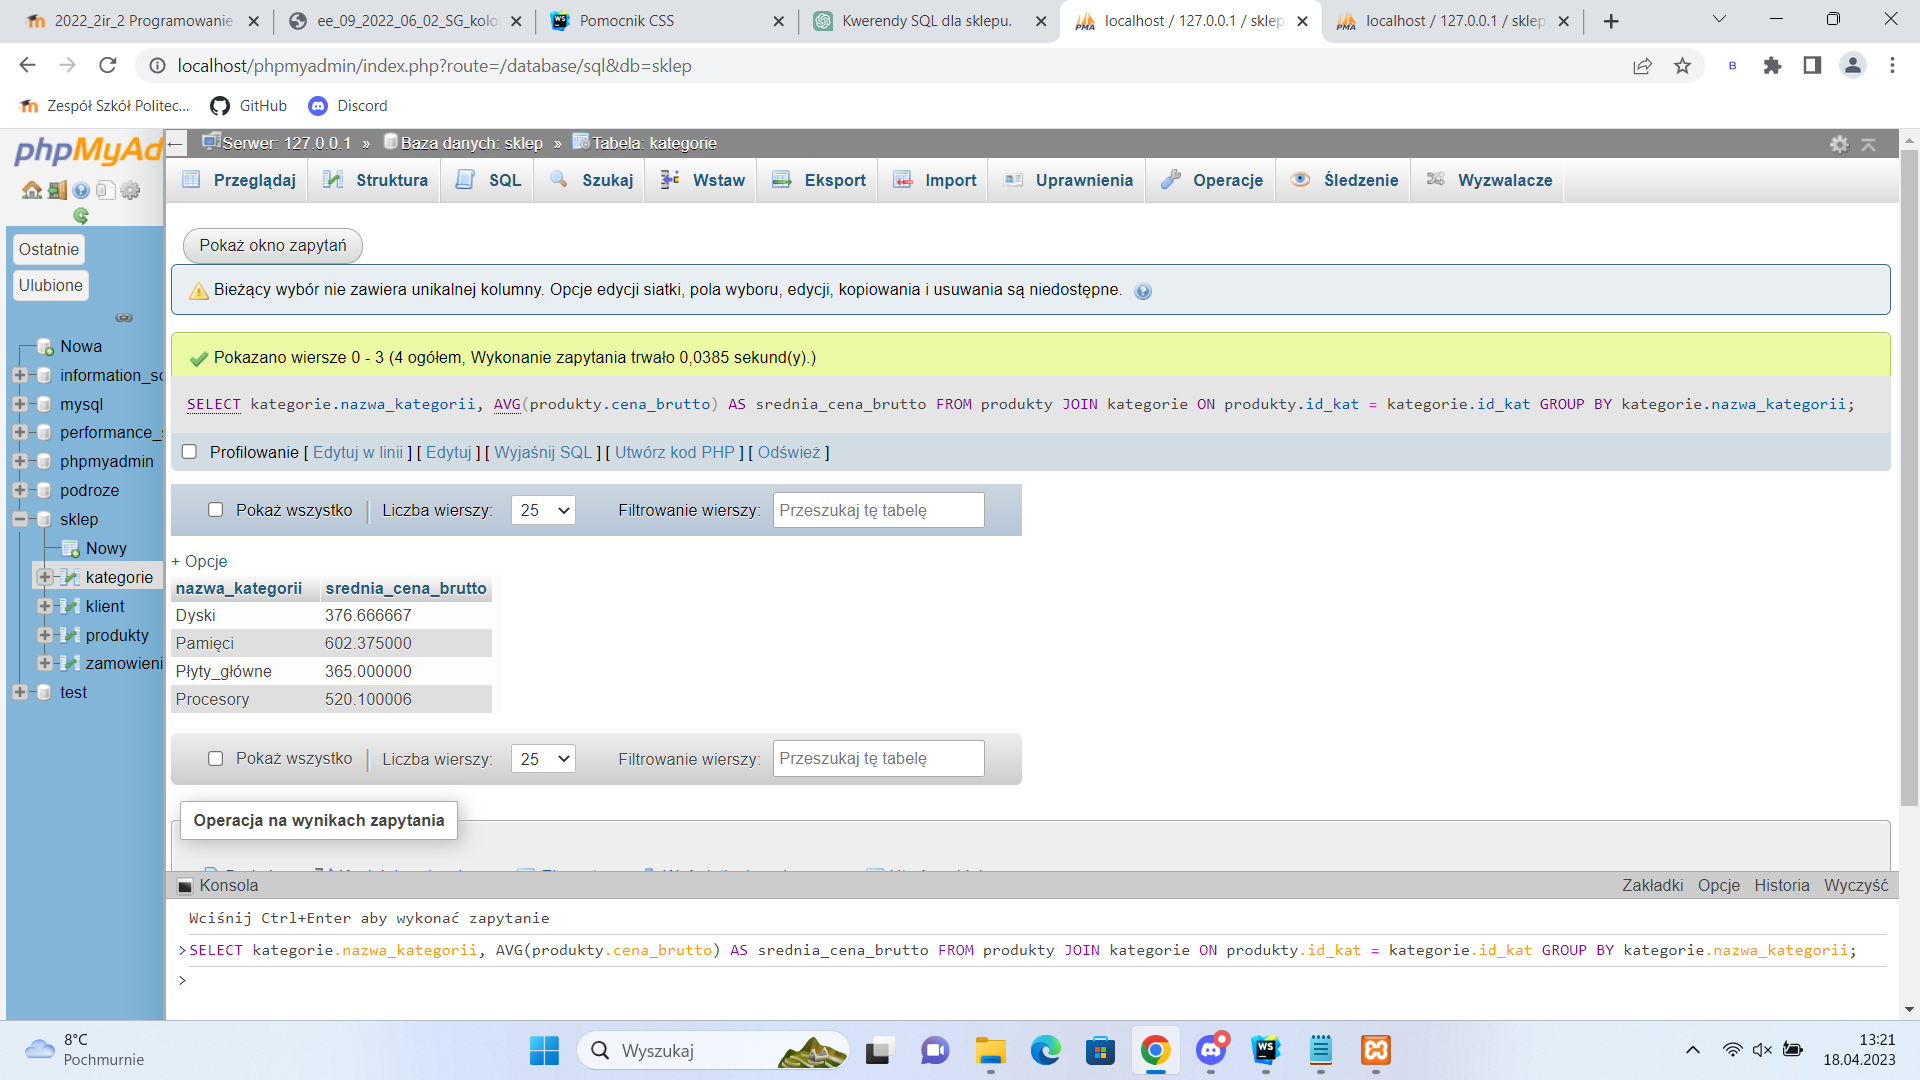 2022_2ir_2 Programowanie
ee_09_2022_06_02_SG_kolo
Pomocnik CSS
Kwerendy SQL dla sklepu.
localhost / 127.0.0.1 / sklep
localhost / 127.0.0.1 / sklep
localhost/phpmyadmin/index.php?route=/database/sql&db=sklep
Zespół Szkół Politec...
GitHub
Discord
phpMyAd
Serwer: 127.0.0.1 » Baza danych: sklep » Tabela: kategorie
Przeglądaj
Struktura
SQL
Szukaj
Wstaw
Eksport
Import
Uprawnienia
Operacje
Śledzenie
Wyzwalacze
Ostatnie
Ulubione
Nowa
information_sc
mysql
performance_s
phpmyadmin
podroze
sklep
Nowy
kategorie
klient
produkty
zamowieni
test
Pokaż okno zapytań
Bieżący wybór nie zawiera unikalnej kolumny. Opcje edycji siatki, pola wyboru, edycji, kopiowania i usuwania są niedostępne.
Pokazano wiersze 0 - 3 (4 ogółem, Wykonanie zapytania trwało 0,0385 sekund(y).)
SELECT kategorie.nazwa_kategorii, AVG(produkty.cena_brutto) AS srednia_cena_brutto FROM produkty JOIN kategorie ON produkty.id_kat = kategorie.id_kat GROUP BY kategorie.nazwa_kategorii;
Profilowanie [ Edytuj w linii ] [ Edytuj ] [ Wyjaśnij SQL ] [ Utwórz kod PHP ] [ Odśwież ]
Pokaż wszystko Liczba wierszy: 25 Filtrowanie wierszy: Przeszukaj tę tabelę
+ Opcje
nazwa_kategorii srednia_cena_brutto
Dyski 376.666667
Pamięci 602.375000
Płyty_główne 365.000000
Procesory 520.100006
Pokaż wszystko Liczba wierszy: 25 Filtrowanie wierszy: Przeszukaj tę tabelę
Operacja na wynikach zapytania
Konsola
Zakładki Opcje Historia Wyczyść
Wciśnij Ctrl+Enter aby wykonać zapytanie
>SELECT kategorie.nazwa_kategorii, AVG(produkty.cena_brutto) AS srednia_cena_brutto FROM produkty JOIN kategorie ON produkty.id_kat = kategorie.id_kat GROUP BY kategorie.nazwa_kategorii;
>
8°C
Pochmurnie
Wyszukaj
13:21
18.04.2023